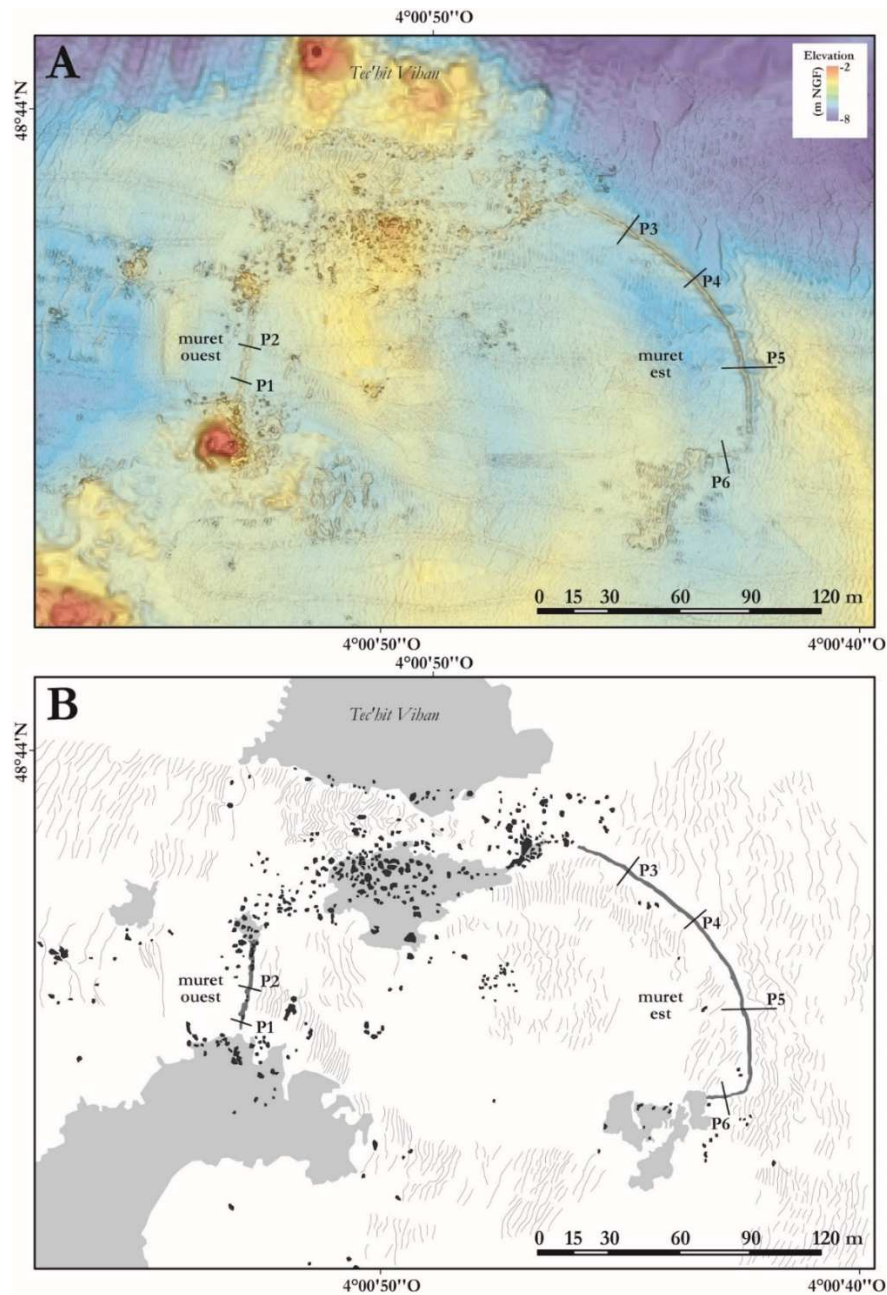 4°00'50''O
A
Tec'hit Vihan
Elevation
(m NGF)
-2
-8
48°44'N
P3
P4
muret
ouest
P2
P1
muret
est
P5
P6
0 15 30 60 90 120 m
4°00'50''O
4°00'40''O
4°00'50''O
B
Tec'hit Vihan
48°44'N
P3
P4
muret
ouest
P2
P1
muret
est
P5
P6
0 15 30 60 90 120 m
4°00'50''O
4°00'40''O